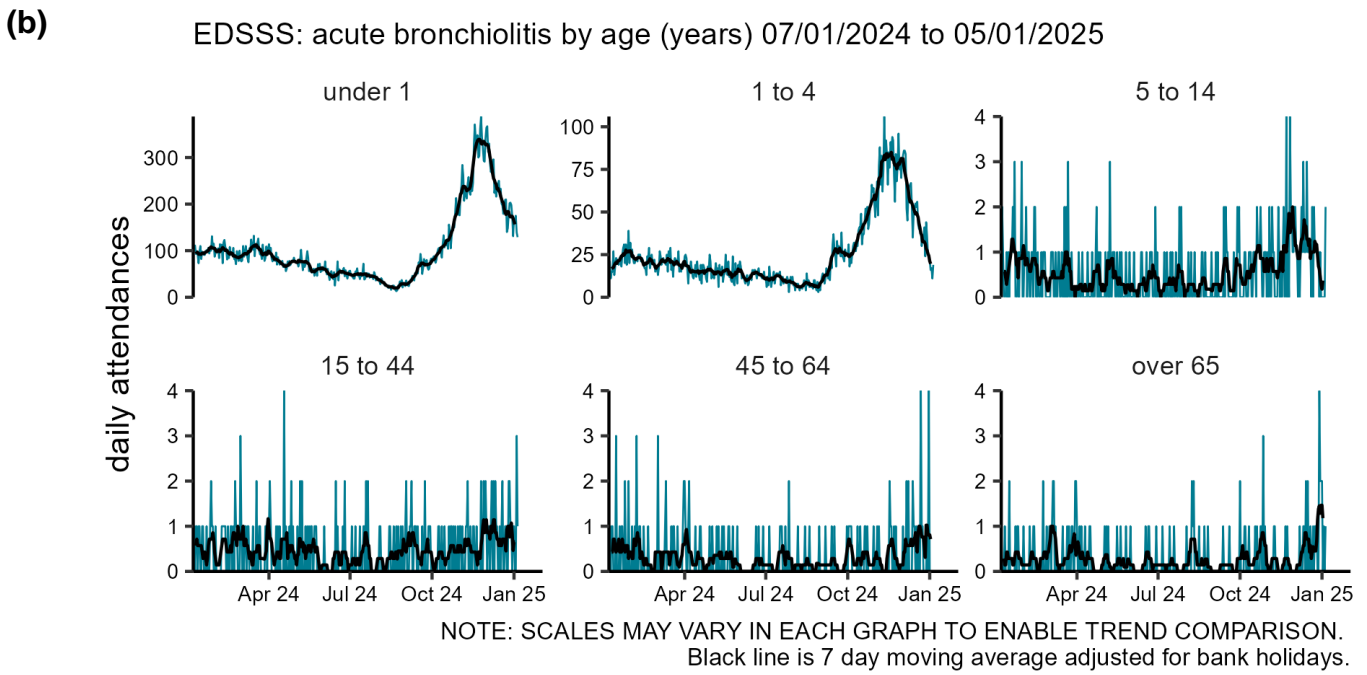 (b)
EDSSS: acute bronchiolitis by age (years) 07/01/2024 to 05/01/2025
daily attendances
under 1
300
200
100
0
1 to 4
100
75
50
25
0
5 to 14
4
3
2
1
0
15 to 44
4
3
2
1
0
Apr 24 Jul 24 Oct 24 Jan 25
45 to 64
4
3
2
1
0
Apr 24 Jul 24 Oct 24 Jan 25
over 65
4
3
2
1
0
Apr 24 Jul 24 Oct 24 Jan 25
NOTE: SCALES MAY VARY IN EACH GRAPH TO ENABLE TREND COMPARISON.
Black line is 7 day moving average adjusted for bank holidays.